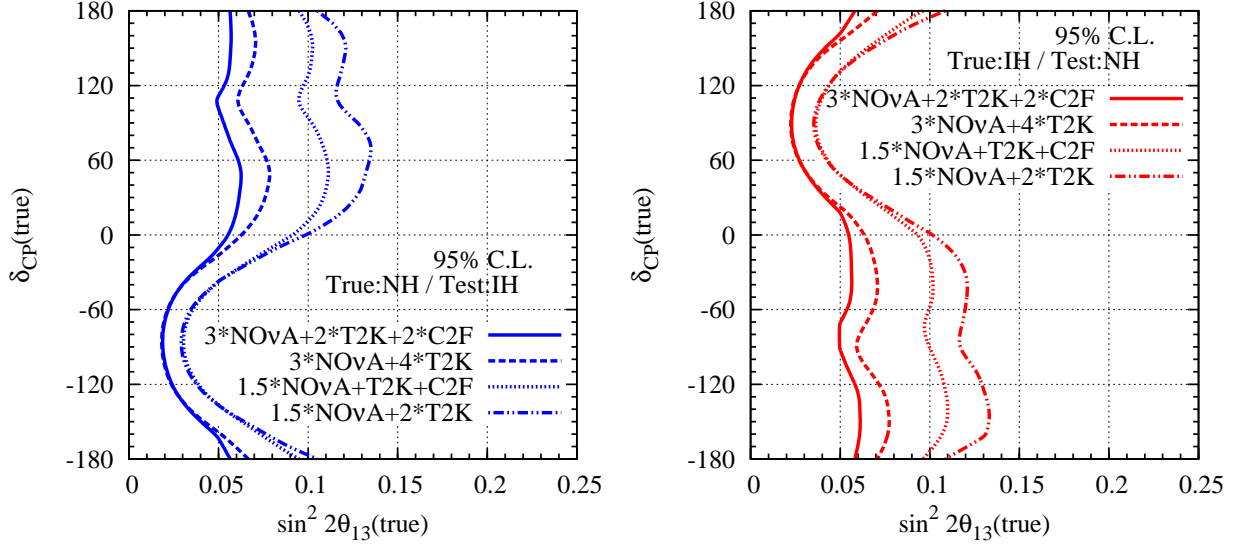 180
120
60
0
-60
-120
-180
δCP(true)
95% C.L.
True:NH / Test:IH
3*NOνA+2*T2K+2*C2F
3*NOνA+4*T2K
1.5*NOνA+T2K+C2F
1.5*NOνA+2*T2K
0 0.05 0.1 0.15 0.2 0.25
sin² 2θ13(true)
180
120
60
0
-60
-120
-180
δCP(true)
95% C.L.
True:IH / Test:NH
3*NOνA+2*T2K+2*C2F
3*NOνA+4*T2K
1.5*NOνA+T2K+C2F
1.5*NOνA+2*T2K
0 0.05 0.1 0.15 0.2 0.25
sin² 2θ13(true)